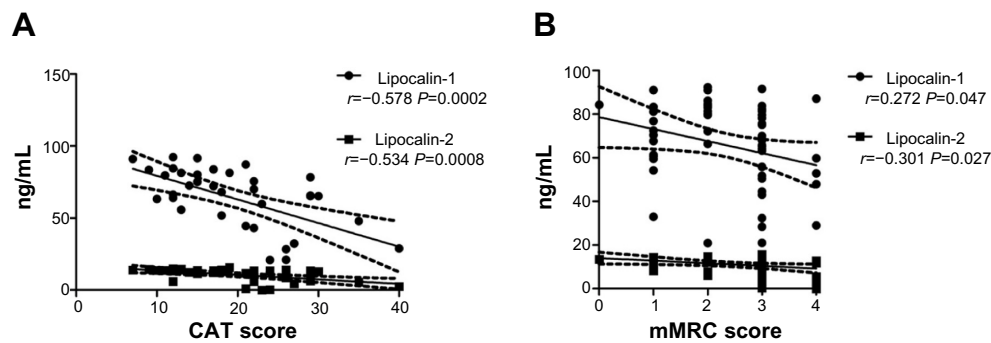 A
150
100
50
0
ng/mL
0
10
20
30
40
CAT score
Lipocalin-1
r=−0.578 P=0.0002
Lipocalin-2
r=−0.534 P=0.0008
B
100
80
60
40
20
0
ng/mL
0
1
2
3
4
mMRC score
Lipocalin-1
r=0.272 P=0.047
Lipocalin-2
r=−0.301 P=0.027